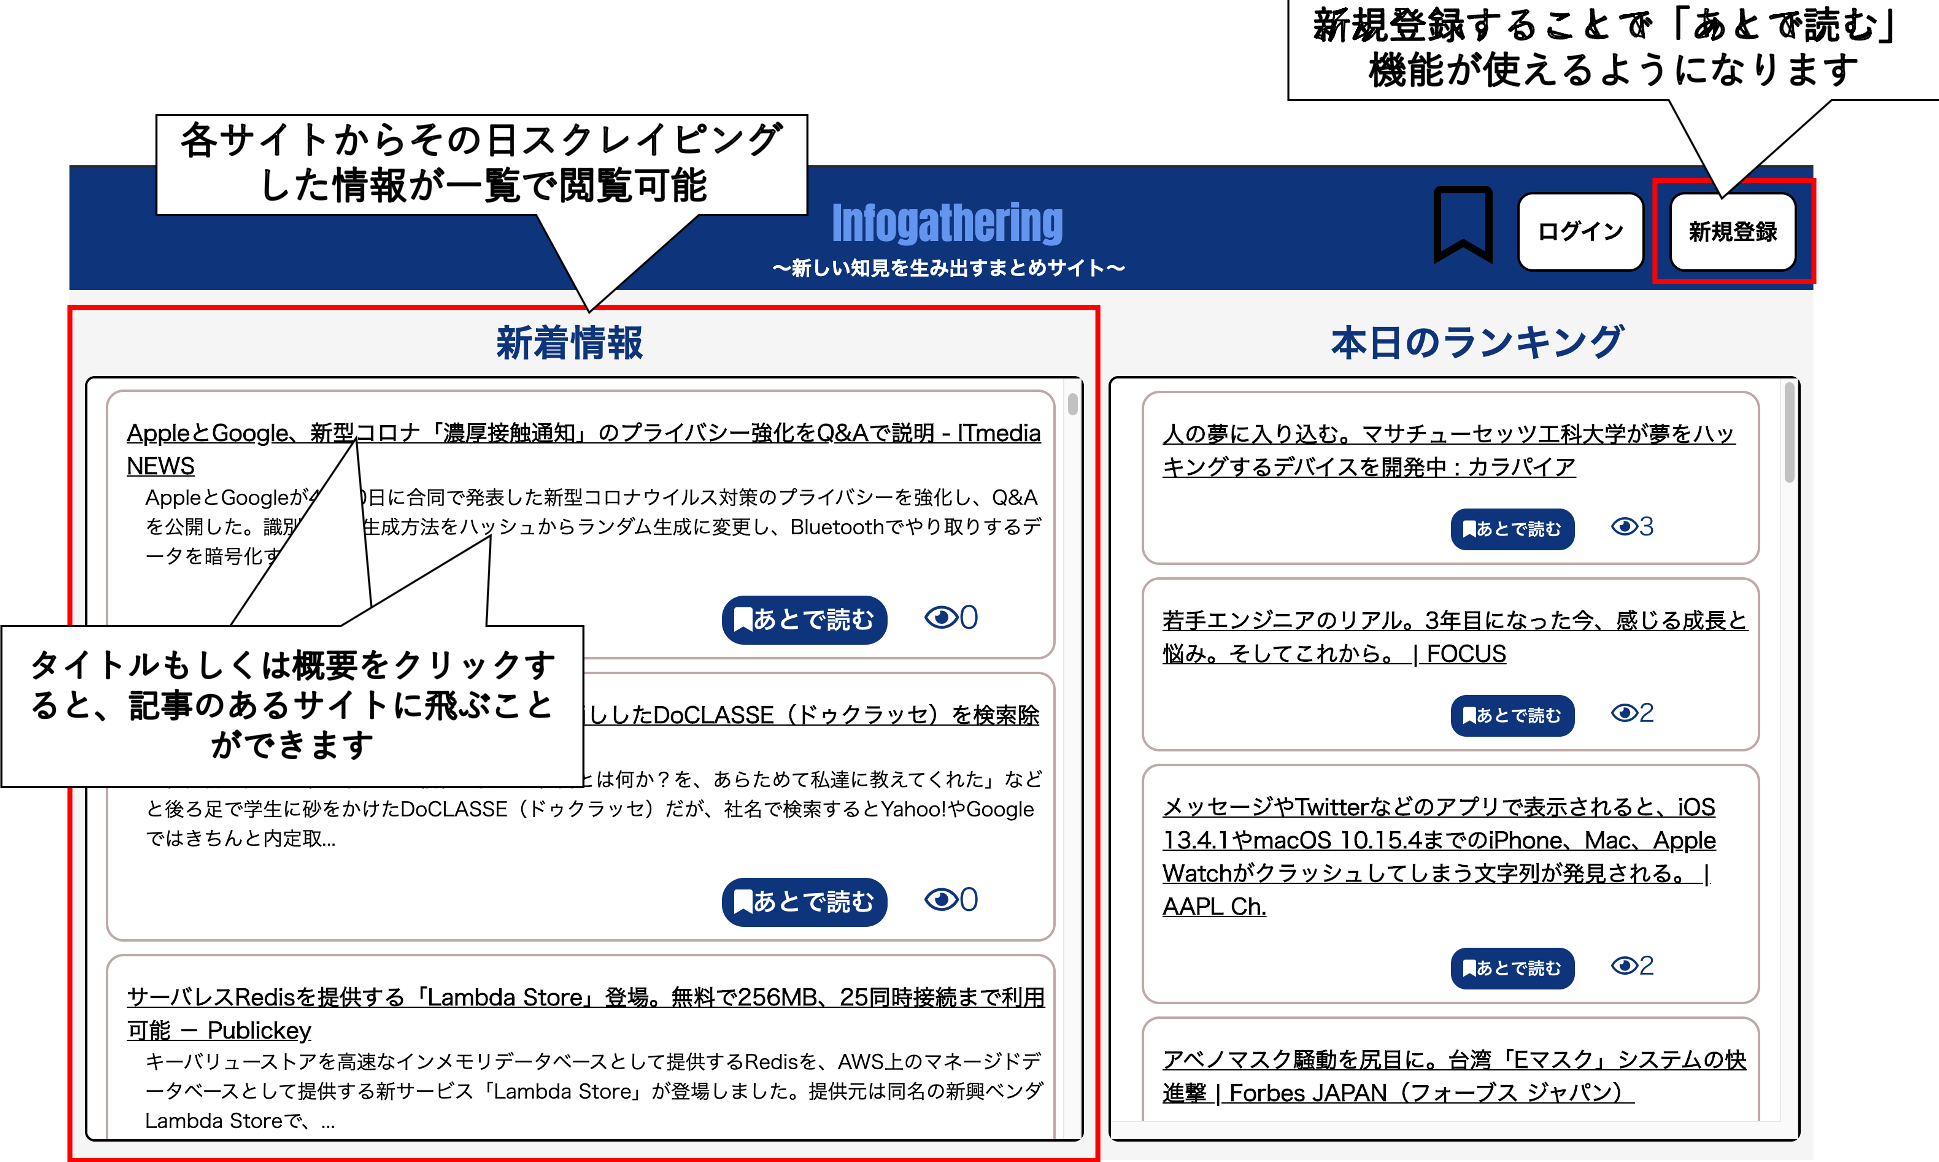 新規登録することで「あとで読む」
機能が使えるようになります
各サイトからその日スクレイピング
した情報が一覧で閲覧可能
Infogathering
～新しい知見を生み出すまとめサイト～
ログイン
新規登録
新着情報
AppleとGoogle、新型コロナ「濃厚接触通知」のプライバシー強化をQ&Aで説明 - ITmedia
NEWS
AppleとGoogleが4 0日に合同で発表した新型コロナウイルス対策のプライバシーを強化し、Q&A
を公開した。識別 生成方法をハッシュからランダム生成に変更し、Bluetoothでやり取りするデ
ータを暗号化す
あとで読む 0
タイトルもしくは概要をクリックす
ると、記事のあるサイトに飛ぶこと
ができます
ししたDoCLASSE（ドゥクラッセ）を検索除
とは何か？を、あらためて私達に教えてくれた」など
と後ろ足で学生に砂をかけたDoCLASSE（ドゥクラッセ）だが、社名で検索するとYahoo!やGoogle
ではきちんと内定取...
あとで読む 0
サーバレスRedisを提供する「Lambda Store」登場。無料で256MB、25同時接続まで利用
可能 － Publickey
キーバリューストアを高速なインメモリデータベースとして提供するRedisを、AWS上のマネージドデ
ータベースとして提供する新サービス「Lambda Store」が登場しました。提供元は同名の新興ベンダ
Lambda Storeで、...
本日のランキング
人の夢に入り込む。マサチューセッツ工科大学が夢をハッ
キングするデバイスを開発中 : カラパイア
あとで読む 3
若手エンジニアのリアル。3年目になった今、感じる成長と
悩み。そしてこれから。 | FOCUS
あとで読む 2
メッセージやTwitterなどのアプリで表示されると、iOS
13.4.1やmacOS 10.15.4までのiPhone、Mac、Apple
Watchがクラッシュしてしまう文字列が発見される。 |
AAPL Ch.
あとで読む 2
アベノマスク騒動を尻目に。台湾「Eマスク」システムの快
進撃 | Forbes JAPAN（フォーブス ジャパン）